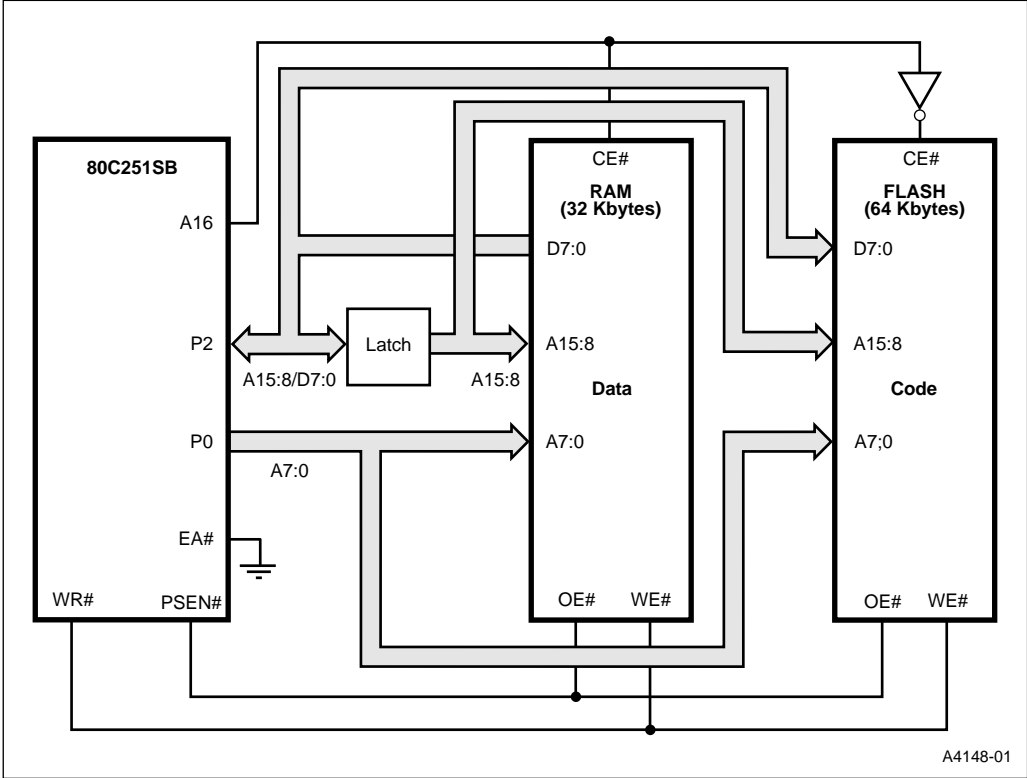 80C251SB
A16
P2
A15:8/D7:0
P0
A7:0
EA#
WR#
PSEN#
Latch
A15:8
CE#
RAM
(32 Kbytes)
D7:0
A15:8
Data
A7:0
OE#
WE#
CE#
FLASH
(64 Kbytes)
D7:0
A15:8
Code
A7;0
OE#
WE#
A4148-01